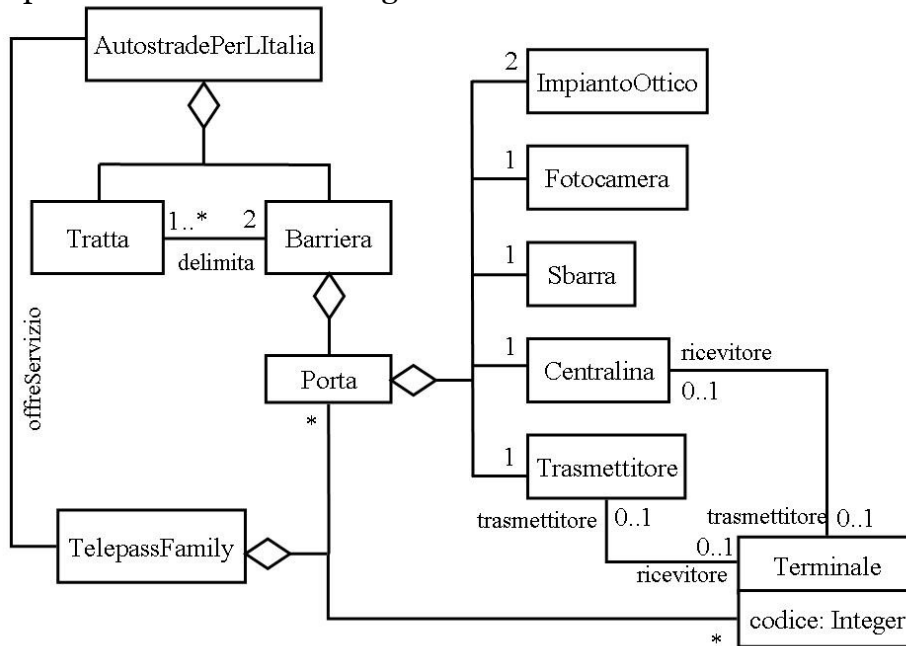 AutostradePerLItalia
2
ImpiantoOttico
1
Fotocamera
Tratta
1..*
2
Barriera
delimita
1
Sbarra
offreServizio
Porta
*
1
Centralina
ricevitore
0..1
1
Trasmettitore
trasmettitore
0..1
trasmettitore
0..1
TelepassFamily
0..1
ricevitore
Terminale
codice: Integer
*